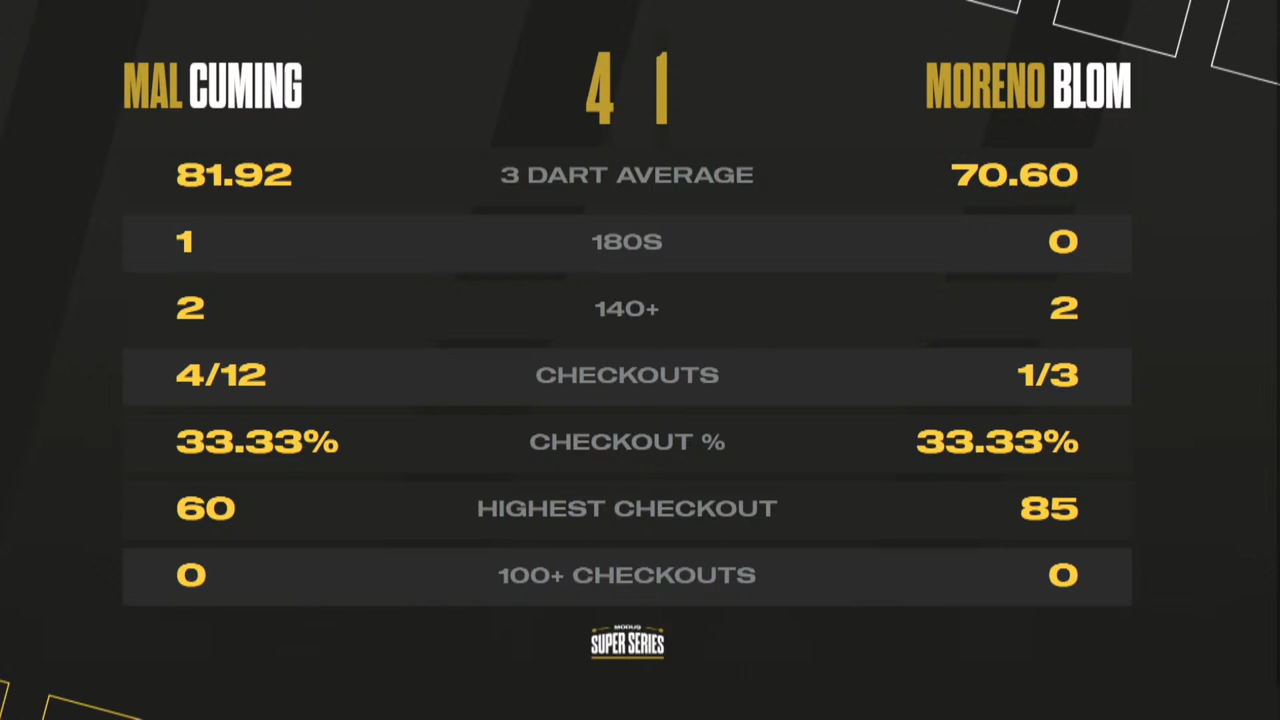 MAL CUMING 4 1 MORENO BLOM
81.92 3 DART AVERAGE 70.60
1 180S 0
2 140+ 2
4/12 CHECKOUTS 1/3
33.33% CHECKOUT % 33.33%
60 HIGHEST CHECKOUT 85
0 100+ CHECKOUTS 0
MODUS
SUPER SERIES